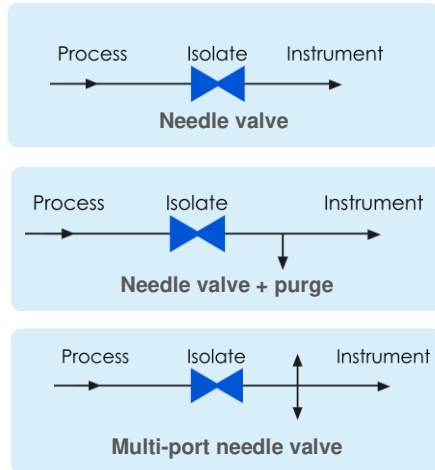 Process Isolate Instrument
Needle valve
Process Isolate Instrument
Needle valve + purge
Process Isolate Instrument
Multi-port needle valve